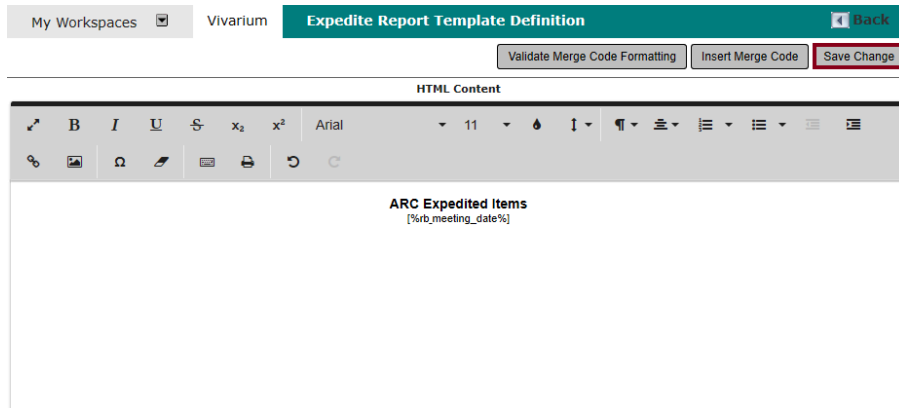 My Workspaces Vivarium Expedite Report Template Definition Back
Validate Merge Code Formatting Insert Merge Code Save Change
HTML Content
B I U S x₂ x² Arial 11 ¶
Ω
ARC Expedited Items
[%rb_meeting_date%]